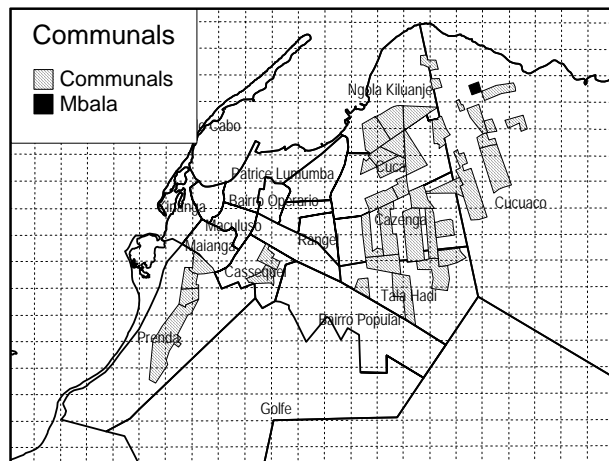 Communals
Communals
Mbala
Ngola Kiluanje
o Cabo
Patrice Lumumba
Cuca
Kinanga
Bairro Operario
Cucuaco
Maculuso
Cazenga
Maianga
Rangel
Cassequel
Tala Hadi
Prenda
Bairro Popular
Golfe